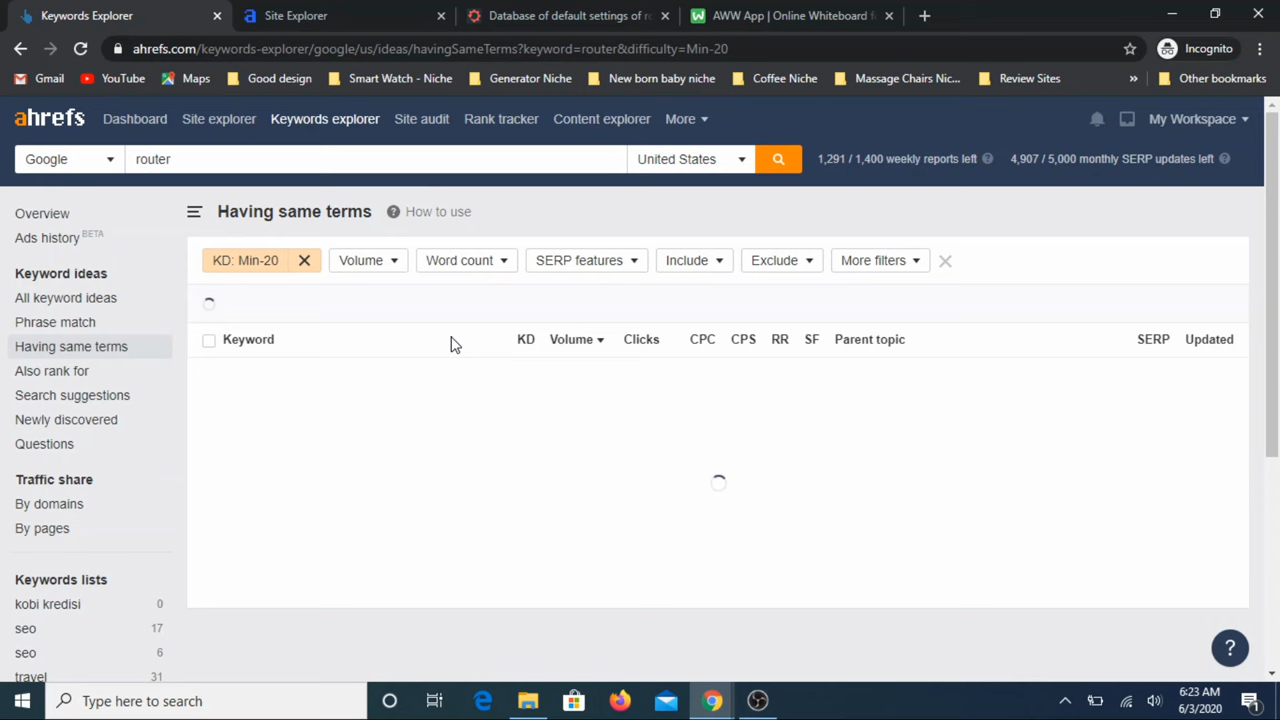 Keywords Explorer
Site Explorer
Database of default settings of r
AWW App | Online Whiteboard f
ahrefs.com/keywords-explorer/google/us/ideas/havingSameTerms?keyword=router&difficulty=Min-20
Incognito
Gmail
YouTube
Maps
Good design
Smart Watch - Niche
Generator Niche
New born baby niche
Coffee Niche
Massage Chairs Nic...
Review Sites
»
Other bookmarks
ahrefs
Dashboard
Site explorer
Keywords explorer
Site audit
Rank tracker
Content explorer
More
My Workspace
Google
router
United States
1,291 / 1,400 weekly reports left
4,907 / 5,000 monthly SERP updates left
Overview
Ads history BETA
Keyword ideas
All keyword ideas
Phrase match
Having same terms
Also rank for
Search suggestions
Newly discovered
Questions
Traffic share
By domains
By pages
Keywords lists
kobi kredisi 0
seo 17
seo 6
travel 31
Having same terms
How to use
KD: Min-20
Volume
Word count
SERP features
Include
Exclude
More filters
Keyword
KD
Volume
Clicks
CPC
CPS
RR
SF
Parent topic
SERP
Updated
?
Type here to search
6:23 AM
6/3/2020
1